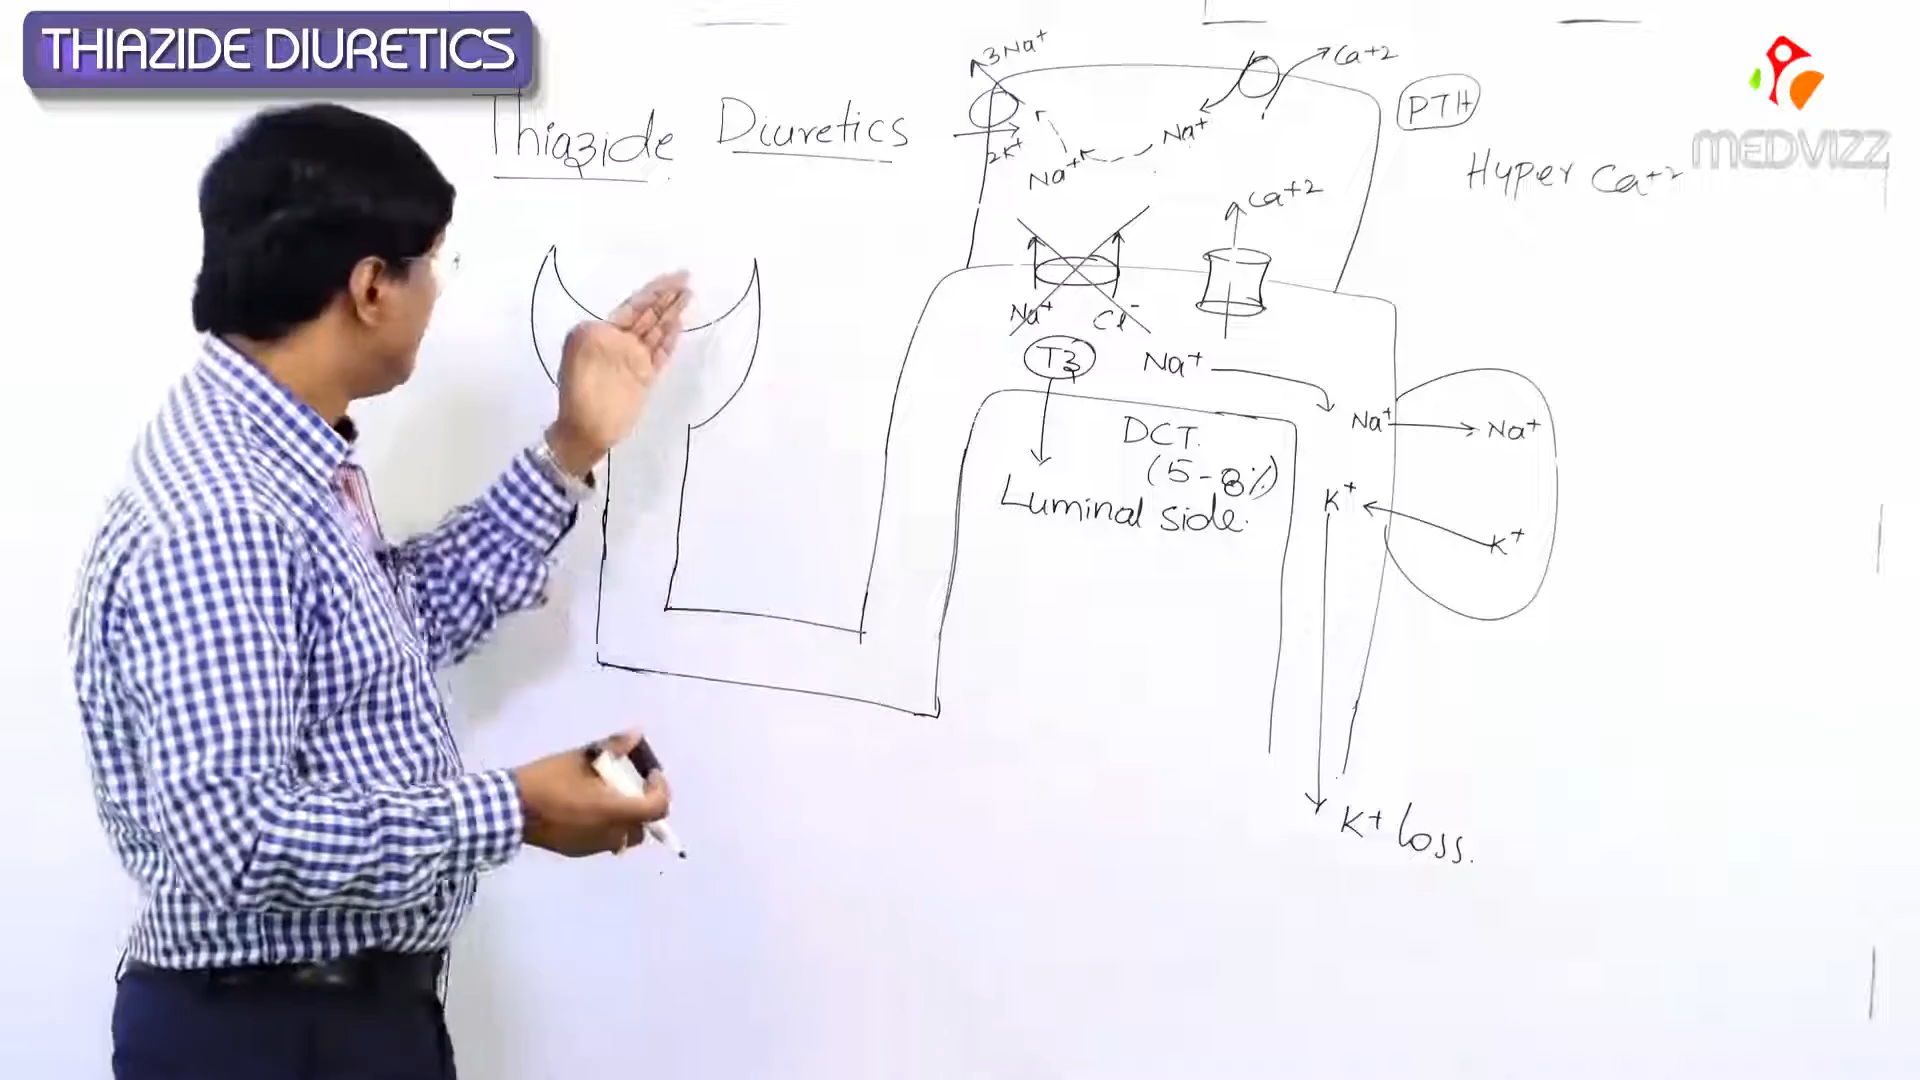 THIAZIDE DIURETICS
MEDVIZZ
Thiazide Diuretics
3Na+
2K+
Na+
Na+
Ca+2
PTH
Hyper Ca+2
Ca+2
Na+
Cl-
T3
Na+
Na+
Na+
DCT.
(5-8%)
K+
K+
Luminal side.
K+ loss.